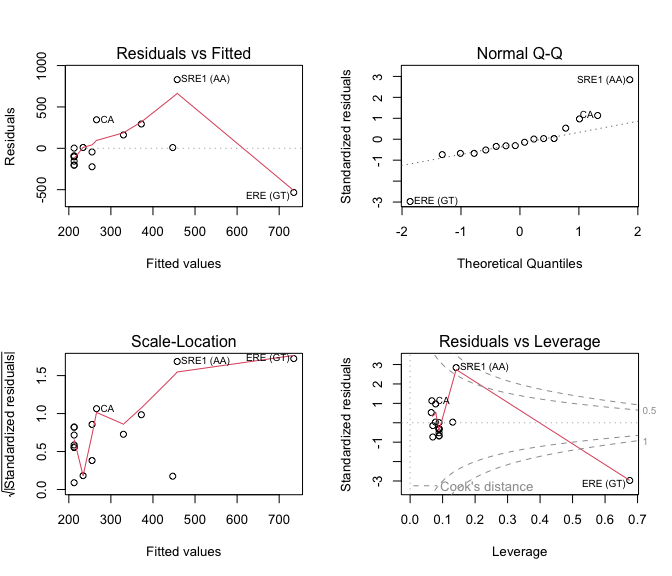 Residuals vs Fitted
Residuals
1000
500
0
-500
SRE1 (AA)
CA
ERE (GT)
200 300 400 500 600 700
Fitted values
Normal Q-Q
Standardized residuals
3
2
1
0
-1
-3
SRE1 (AA)
CA
ERE (GT)
-2 -1 0 1 2
Theoretical Quantiles
Scale-Location
√|Standardized residuals|
1.5
1.0
0.5
0.0
SRE1 (AA)
ERE (GT)
CA
200 300 400 500 600 700
Fitted values
Residuals vs Leverage
Standardized residuals
3
2
1
-1
-3
SRE1 (AA)
CA
0.5
1
ERE (GT)
Cook's distance
0.0 0.1 0.2 0.3 0.4 0.5 0.6 0.7
Leverage